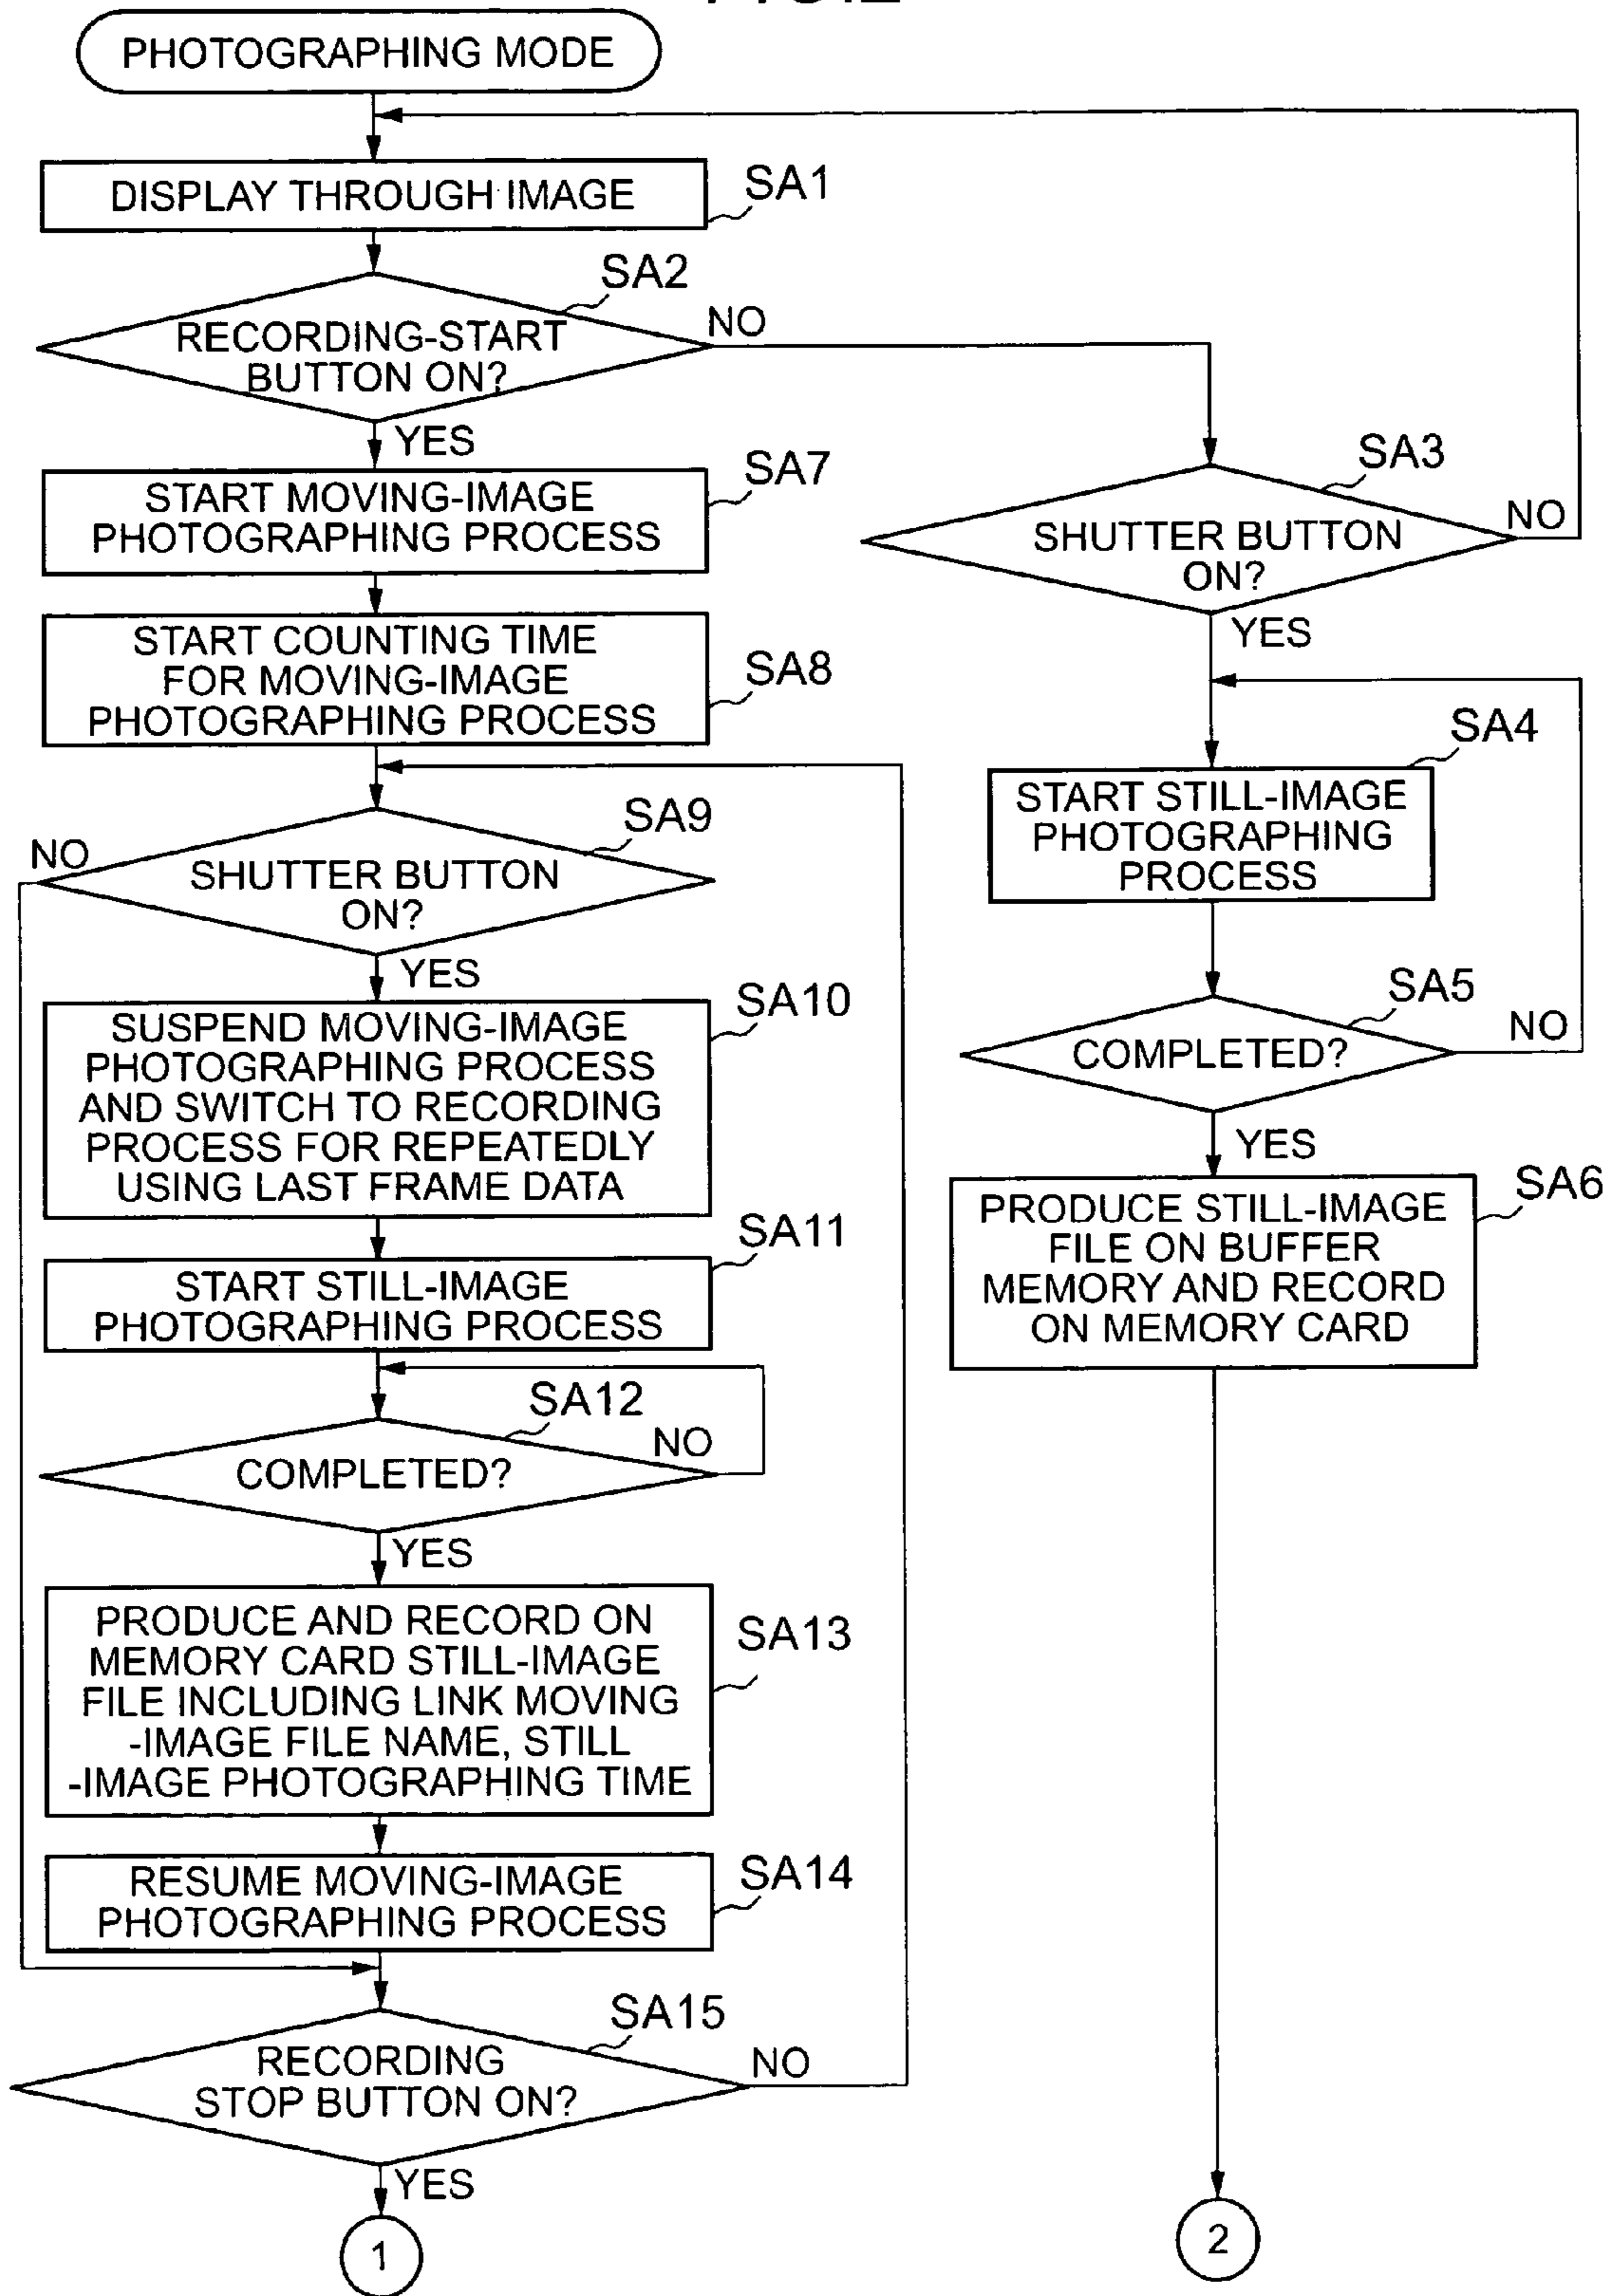 PHOTOGRAPHING MODE
DISPLAY THROUGH IMAGE
SA1
SA2
RECORDING-START
BUTTON ON?
NO
YES
SA7
START MOVING-IMAGE
PHOTOGRAPHING PROCESS
START COUNTING TIME
FOR MOVING-IMAGE
PHOTOGRAPHING PROCESS
SA8
SA9
NO
SHUTTER BUTTON
ON?
YES
SA10
SUSPEND MOVING-IMAGE
PHOTOGRAPHING PROCESS
AND SWITCH TO RECORDING
PROCESS FOR REPEATEDLY
USING LAST FRAME DATA
SA11
START STILL-IMAGE
PHOTOGRAPHING PROCESS
SA12
NO
COMPLETED?
YES
PRODUCE AND RECORD ON
MEMORY CARD STILL-IMAGE
FILE INCLUDING LINK MOVING
-IMAGE FILE NAME, STILL
-IMAGE PHOTOGRAPHING TIME
SA13
RESUME MOVING-IMAGE
PHOTOGRAPHING PROCESS
SA14
SA15
RECORDING
STOP BUTTON ON?
NO
YES
1
SA3
SHUTTER BUTTON
ON?
NO
YES
SA4
START STILL-IMAGE
PHOTOGRAPHING
PROCESS
SA5
COMPLETED?
NO
YES
SA6
PRODUCE STILL-IMAGE
FILE ON BUFFER
MEMORY AND RECORD
ON MEMORY CARD
2